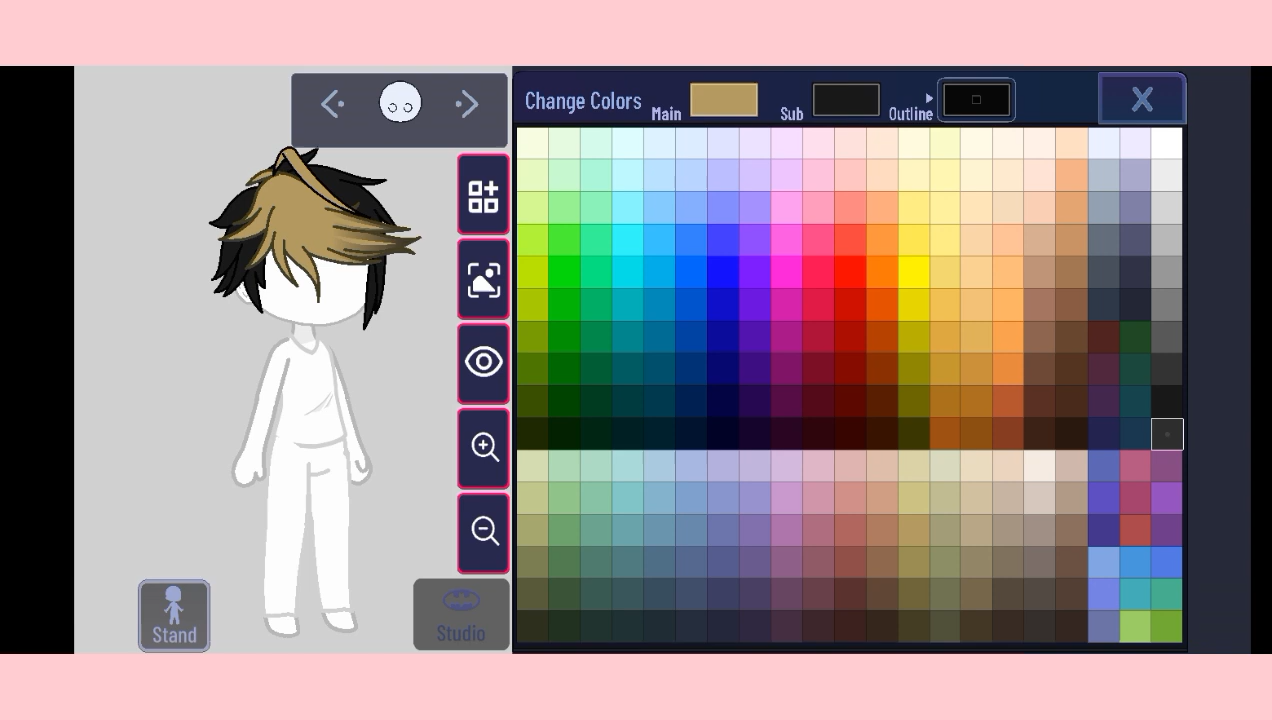 Change Colors
Main
Sub
Outline
X
Stand
Studio